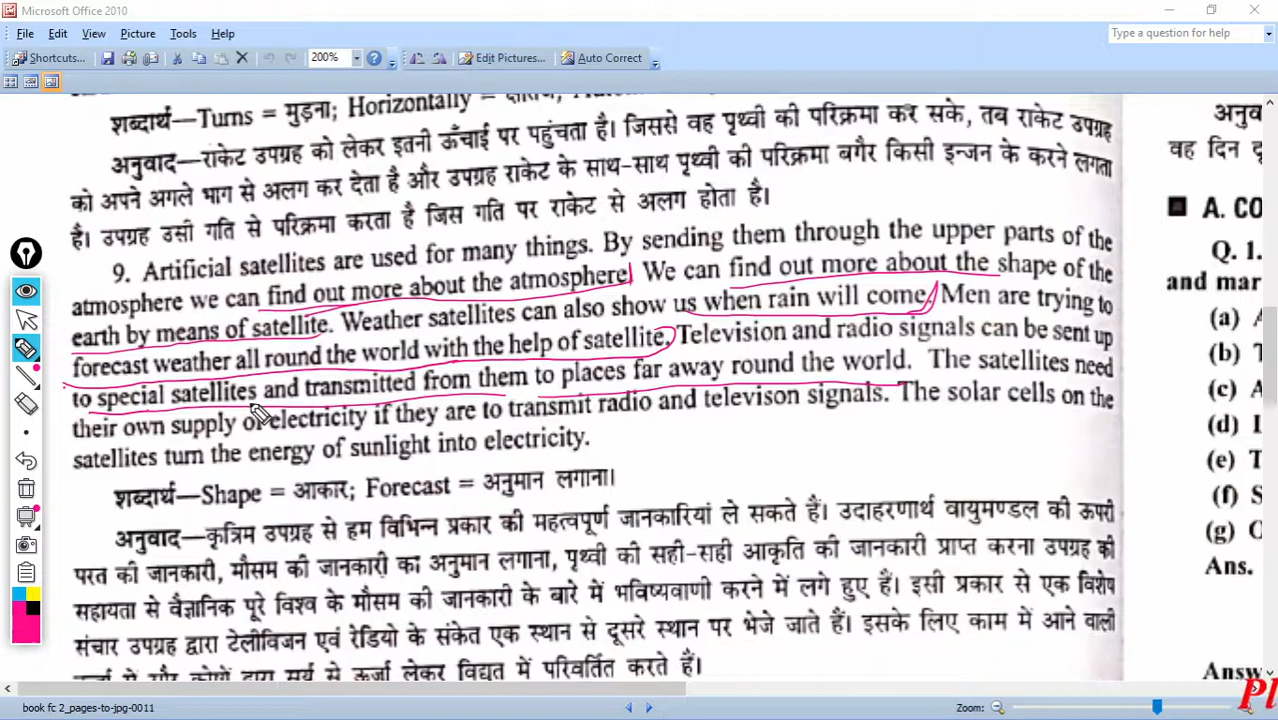 Microsoft Office 2010
File Edit View Picture Tools Help
Type a question for help
Shortcuts... 200% Edit Pictures... Auto Correct
शब्दार्थ—Turns = मुड़ना; Horizontally =
अनुवाद—राकेट उपग्रह को लेकर इतनी ऊँचाई पर पहुंचता है। जिससे वह पृथ्वी की परिक्रमा कर सके, तब राकेट उपग्रह
को अपने अगले भाग से अलग कर देता है और उपग्रह राकेट के साथ-साथ पृथ्वी की परिक्रमा बगैर किसी इन्जन के करने लगता
है। उपग्रह उसी गति से परिक्रमा करता है जिस गति पर राकेट से अलग होता है।
9. Artificial satellites are used for many things. By sending them through the upper parts of the
atmosphere we can find out more about the atmosphere. We can find out more about the shape of the
earth by means of satellite. Weather satellites can also show us when rain will come. Men are trying to
forecast weather all round the world with the help of satellite. Television and radio signals can be sent up
to special satellites and transmitted from them to places far away round the world. The satellites need
their own supply of electricity if they are to transmit radio and televison signals. The solar cells on the
satellites turn the energy of sunlight into electricity.
शब्दार्थ—Shape = आकार; Forecast = अनुमान लगाना।
अनुवाद—कृत्रिम उपग्रह से हम विभिन्न प्रकार की महत्वपूर्ण जानकारियां ले सकते हैं। उदाहरणार्थ वायुमण्डल की ऊपरी
परत की जानकारी, मौसम की जानकारी का अनुमान लगाना, पृथ्वी की सही-सही आकृति की जानकारी प्राप्त करना उपग्रह की
सहायता से वैज्ञानिक पूरे विश्व के मौसम की जानकारी के बारे में भविष्यवाणी करने में लगे हुए हैं। इसी प्रकार से एक विशेष
संचार उपग्रह द्वारा टेलीविजन एवं रेडियो के संकेत एक स्थान से दूसरे स्थान पर भेजे जाते हैं। इसके लिए काम में आने वाली
सूर्य से ऊर्जा लेकर विद्युत में परिवर्तित करते हैं।
अनुव
वह दिन दू
A. CO
Q. 1.
and mar
(a) A
(b) T
(c) A
(d) I
(e) T
(f) S
(g) C
Ans.
Answ
Pl
book fc 2_pages-to-jpg-0011
Zoom: